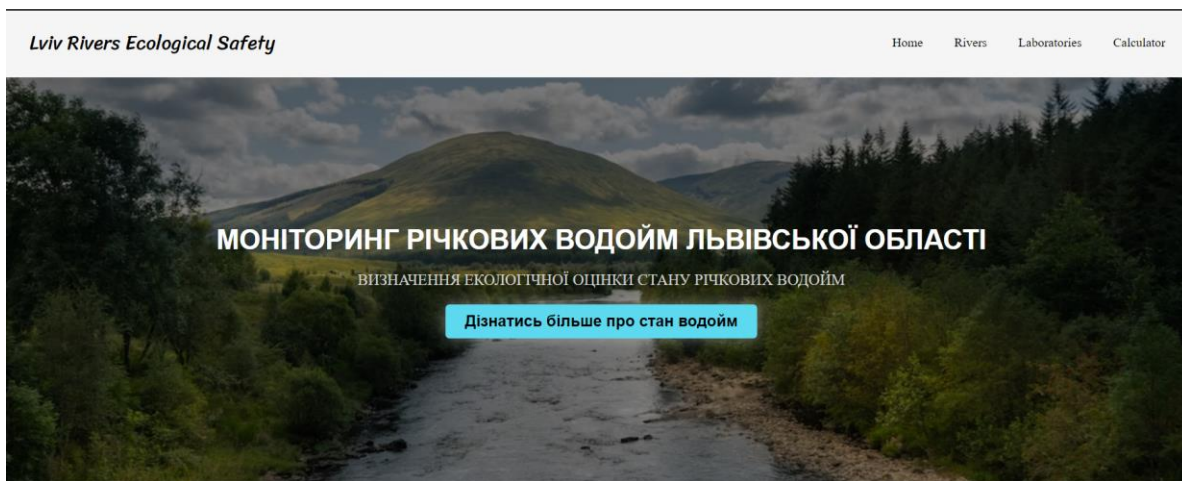 Lviv Rivers Ecological Safety
Home Rivers Laboratories Calculator
МОНІТОРИНГ РІЧКОВИХ ВОДОЙМ ЛЬВІВСЬКОЇ ОБЛАСТІ
ВИЗНАЧЕННЯ ЕКОЛОГІЧНОЇ ОЦІНКИ СТАНУ РІЧКОВИХ ВОДОЙМ
Дізнатись більше про стан водойм